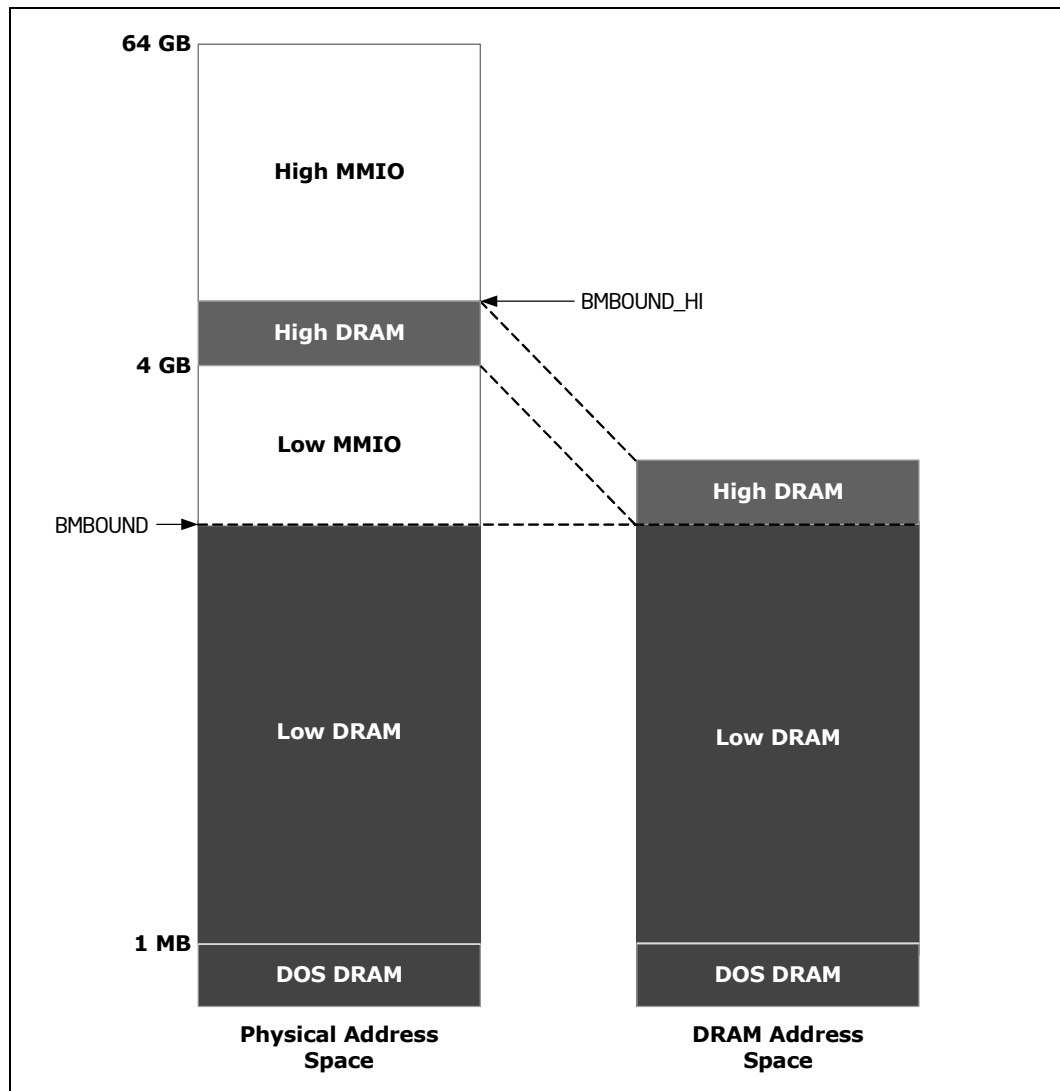 64 GB
High MMIO
BMBOUND_HI
High DRAM
4 GB
Low MMIO
High DRAM
BMBOUND
Low DRAM
Low DRAM
1 MB
DOS DRAM
DOS DRAM
Physical Address
Space
DRAM Address
Space